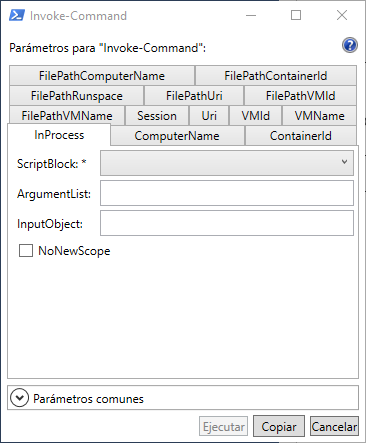 Invoke-Command
Parámetros para "Invoke-Command":
FilePathComputerName FilePathContainerId
FilePathRunspace FilePathUri FilePathVMId
FilePathVMName Session Uri VMId VMName
InProcess ComputerName ContainerId
ScriptBlock: *
ArgumentList:
InputObject:
NoNewScope
Parámetros comunes
Ejecutar Copiar Cancelar